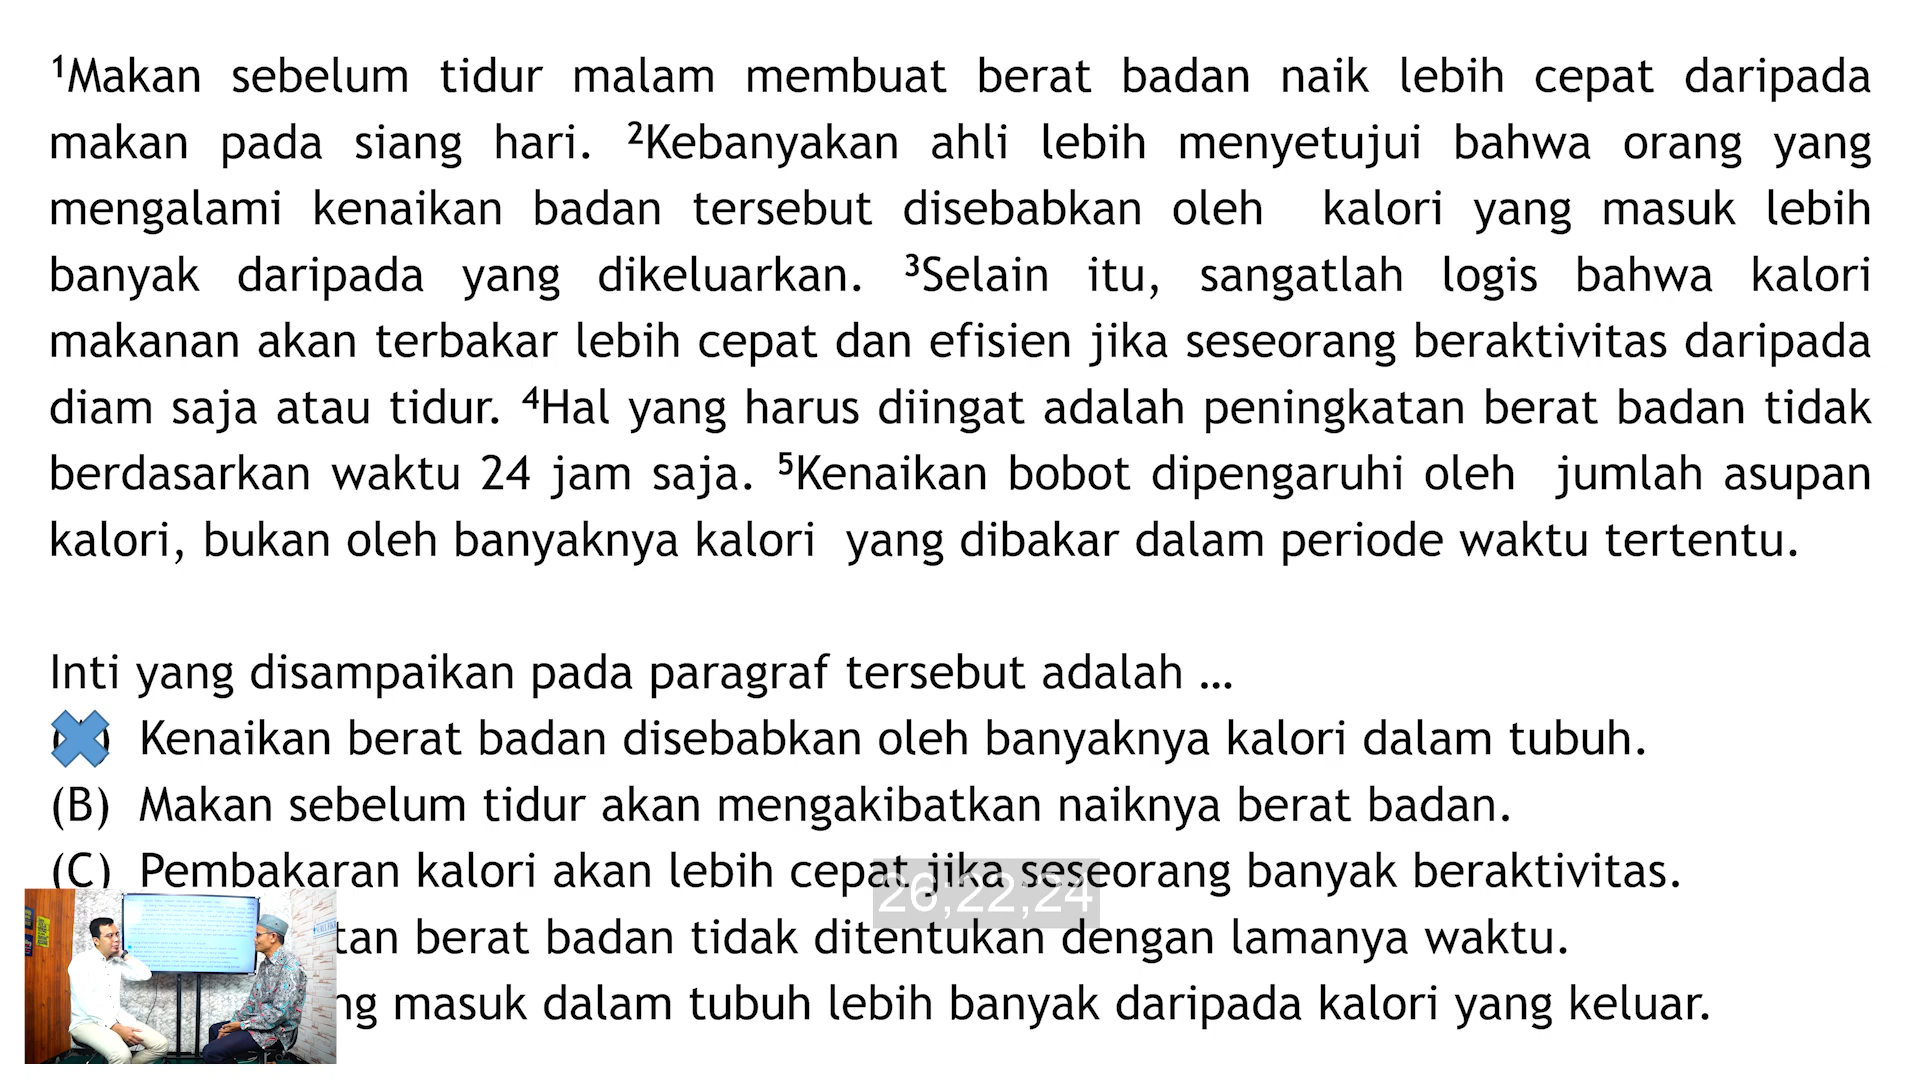 ¹Makan sebelum tidur malam membuat berat badan naik lebih cepat daripada
makan pada siang hari. ²Kebanyakan ahli lebih menyetujui bahwa orang yang
mengalami kenaikan badan tersebut disebabkan oleh kalori yang masuk lebih
banyak daripada yang dikeluarkan. ³Selain itu, sangatlah logis bahwa kalori
makanan akan terbakar lebih cepat dan efisien jika seseorang beraktivitas daripada
diam saja atau tidur. ⁴Hal yang harus diingat adalah peningkatan berat badan tidak
berdasarkan waktu 24 jam saja. ⁵Kenaikan bobot dipengaruhi oleh jumlah asupan
kalori, bukan oleh banyaknya kalori yang dibakar dalam periode waktu tertentu.
Inti yang disampaikan pada paragraf tersebut adalah …
Kenaikan berat badan disebabkan oleh banyaknya kalori dalam tubuh.
(B) Makan sebelum tidur akan mengakibatkan naiknya berat badan.
(C) Pembakaran kalori akan lebih cepat jika seseorang banyak beraktivitas.
26;22;24
tan berat badan tidak ditentukan dengan lamanya waktu.
ng masuk dalam tubuh lebih banyak daripada kalori yang keluar.